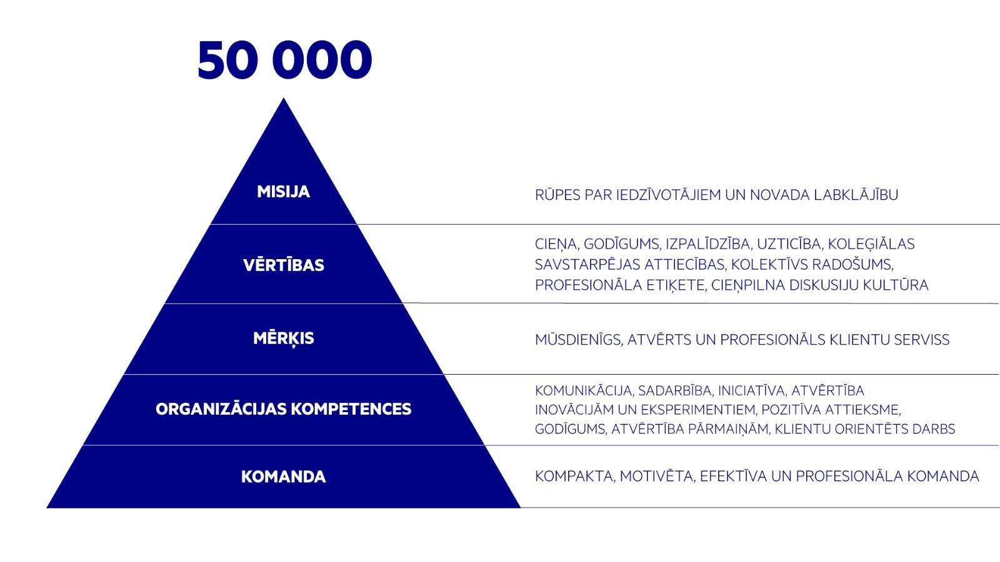 50 000
MISIJA
RŪPES PAR IEDZĪVOTĀJIEM UN NOVADA LABKLĀJĪBU
VĒRTĪBAS
CIEŅA, GODĪGUMS, IZPALĪDZĪBA, UZTICĪBA, KOLEĢIĀLAS
SAVSTARPĒJAS ATTIECĪBAS, KOLEKTĪVS RADOŠUMS,
PROFESIONĀLA ETIĶETE, CIEŅPILNA DISKUSIJU KULTŪRA
MĒRĶIS
MŪSDIENĪGS, ATVĒRTS UN PROFESIONĀLS KLIENTU SERVISS
ORGANIZĀCIJAS KOMPETENCES
KOMUNIKĀCIJA, SADARBĪBA, INICIATĪVA, ATVĒRTĪBA
INOVĀCIJĀM UN EKSPERIMENTIEM, POZITĪVA ATTIEKSME,
GODĪGUMS, ATVĒRTĪBA PĀRMAIŅĀM, KLIENTU ORIENTĒTS DARBS
KOMANDA
KOMPAKTA, MOTIVĒTA, EFEKTĪVA UN PROFESIONĀLA KOMANDA